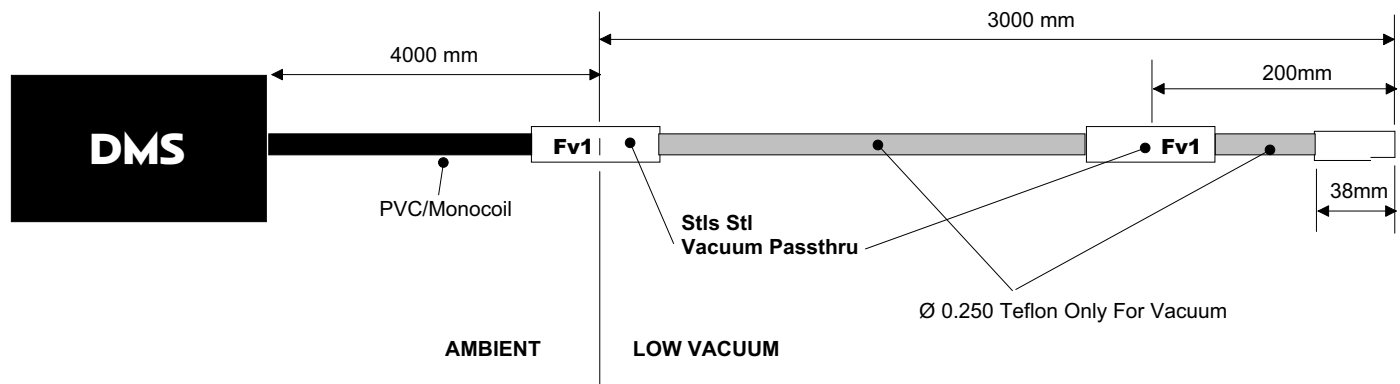 3000 mm
4000 mm
200mm
DMS
Fv1
Fv1
38mm
PVC/Monocoil
Stls Stl
Vacuum Passthru
Ø 0.250 Teflon Only For Vacuum
AMBIENT
LOW VACUUM